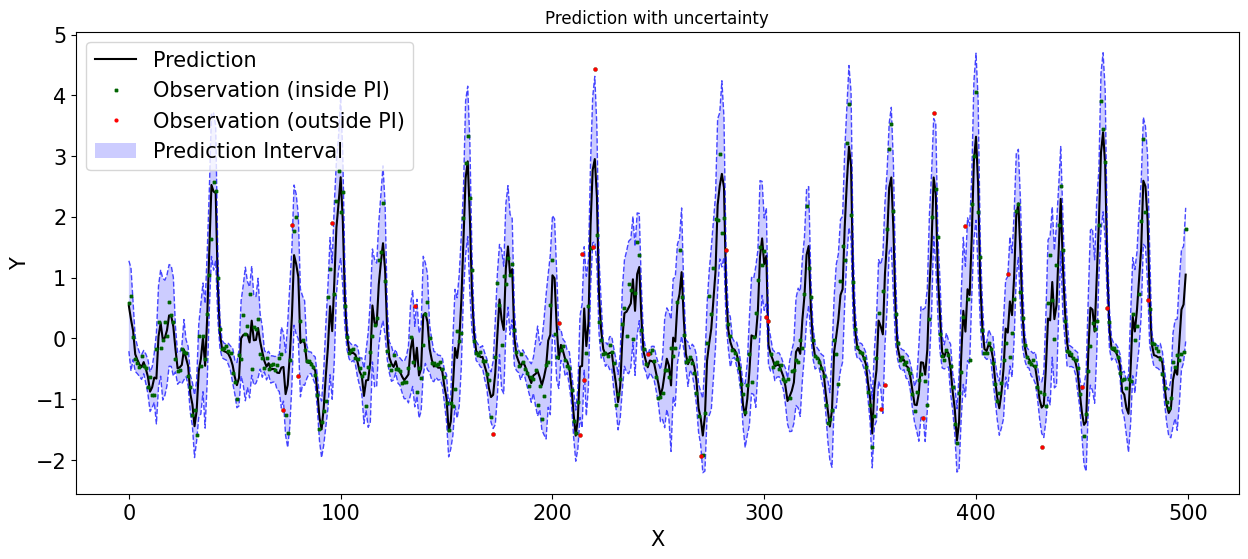 Prediction with uncertainty
Prediction
Observation (inside PI)
Observation (outside PI)
Prediction Interval
5
4
3
2
1
0
−1
−2
Y
0
100
200
300
400
500
X